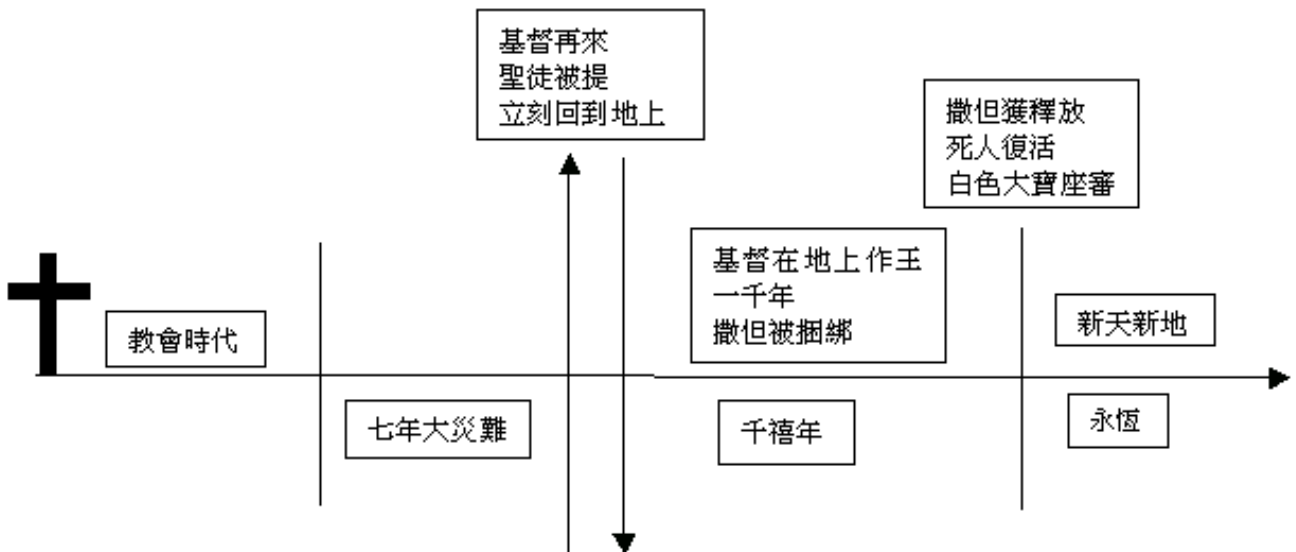 基督再來
聖徒被提
立刻回到地上
撒但獲釋放
死人復活
白色大寶座審
基督在地上作王
一千年
撒但被捆綁
教會時代
新天新地
七年大災難
千禧年
永恆